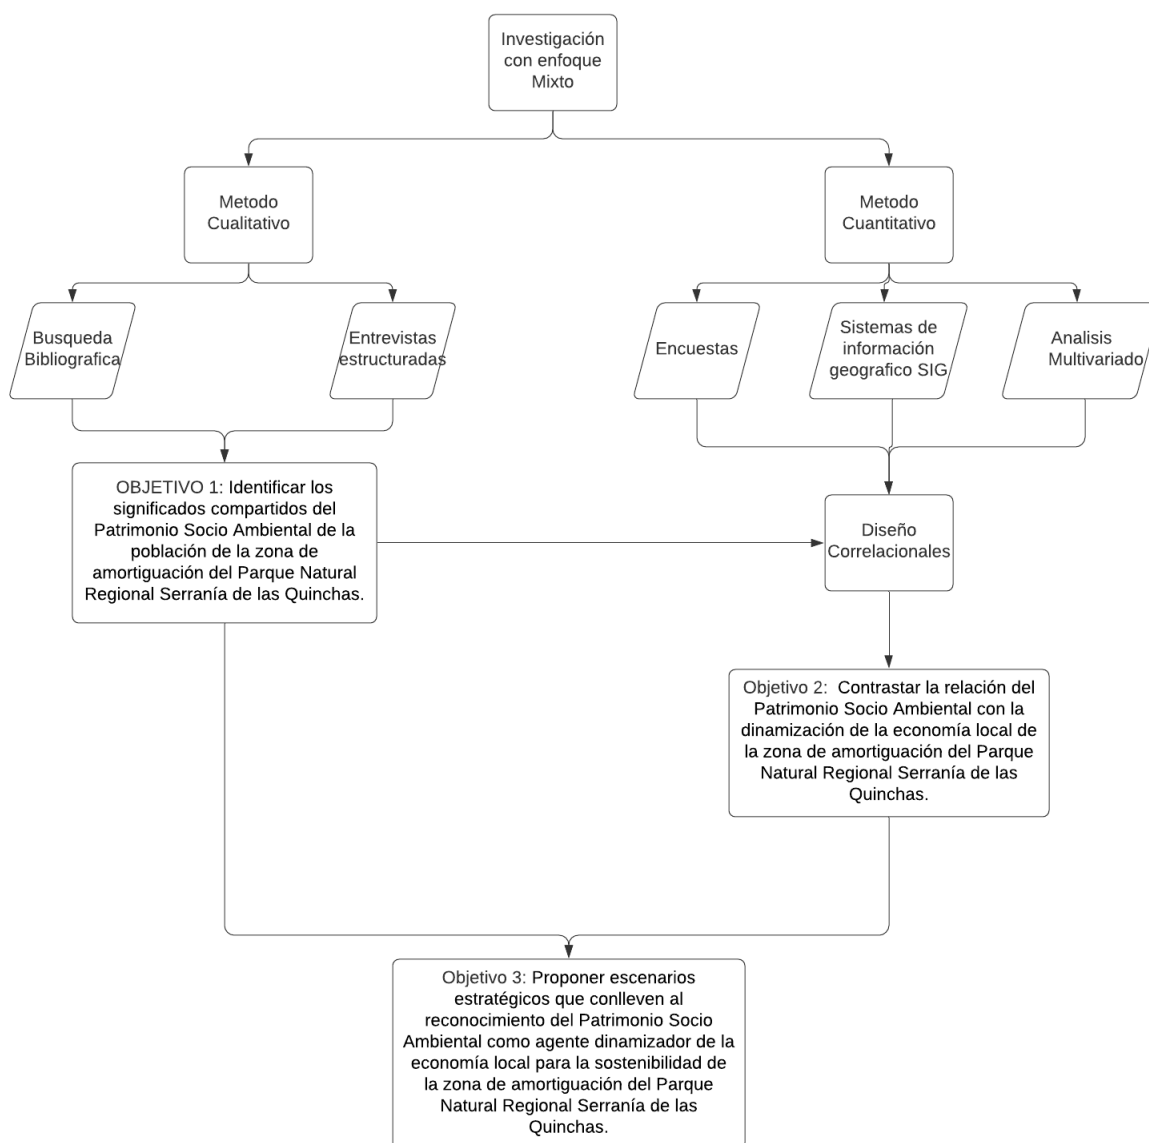 Investigación
con enfoque
Mixto
Metodo
Cualitativo
Metodo
Cuantitativo
Busqueda
Bibliografica
Entrevistas
estructuradas
Encuestas
Sistemas de
información
geografico SIG
Analisis
Multivariado
OBJETIVO 1: Identificar los
significados compartidos del
Patrimonio Socio Ambiental de la
población de la zona de
amortiguación del Parque Natural
Regional Serranía de las Quinchas.
Diseño
Correlacionales
Objetivo 2: Contrastar la relación del
Patrimonio Socio Ambiental con la
dinamización de la economía local de
la zona de amortiguación del Parque
Natural Regional Serranía de las
Quinchas.
Objetivo 3: Proponer escenarios
estratégicos que conlleven al
reconocimiento del Patrimonio Socio
Ambiental como agente dinamizador de la
economía local para la sostenibilidad de
la zona de amortiguación del Parque
Natural Regional Serranía de las
Quinchas.